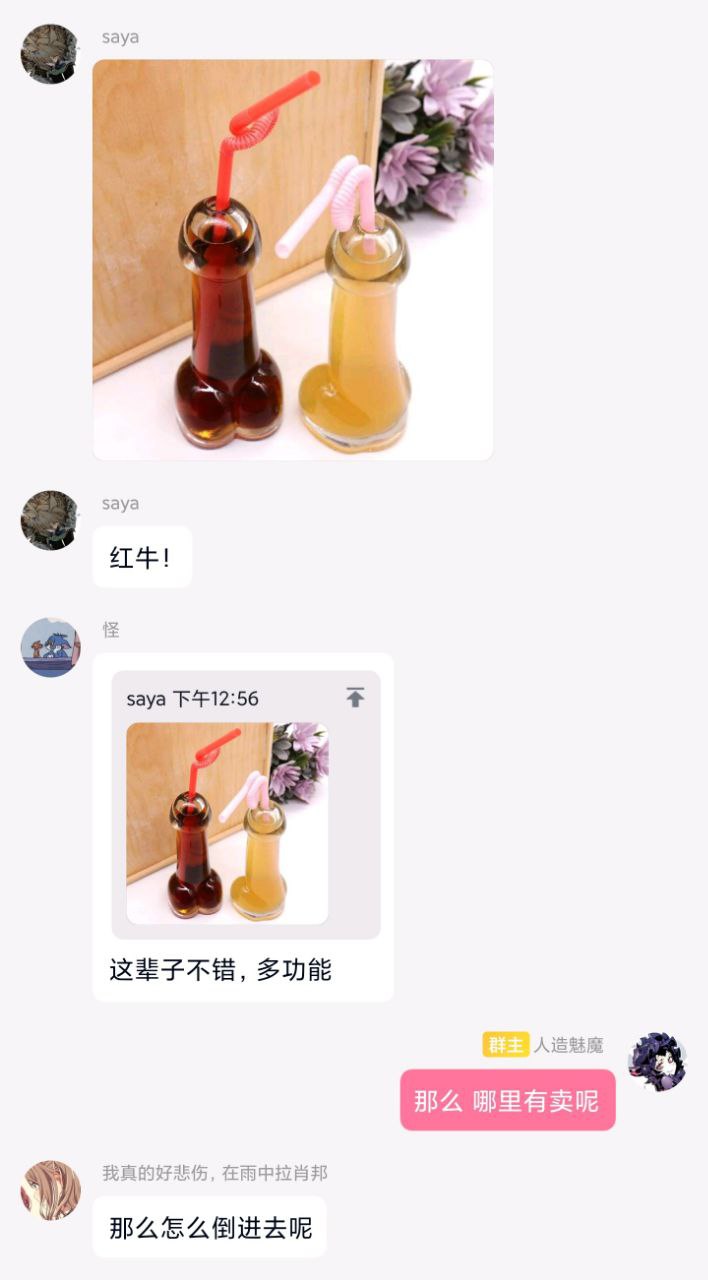 saya
saya
红牛！
怪
saya 下午12:56
这辈子不错，多功能
群主 人造魅魔
那么 哪里有卖呢
我真的好悲伤，在雨中拉肖邦
那么怎么倒进去呢